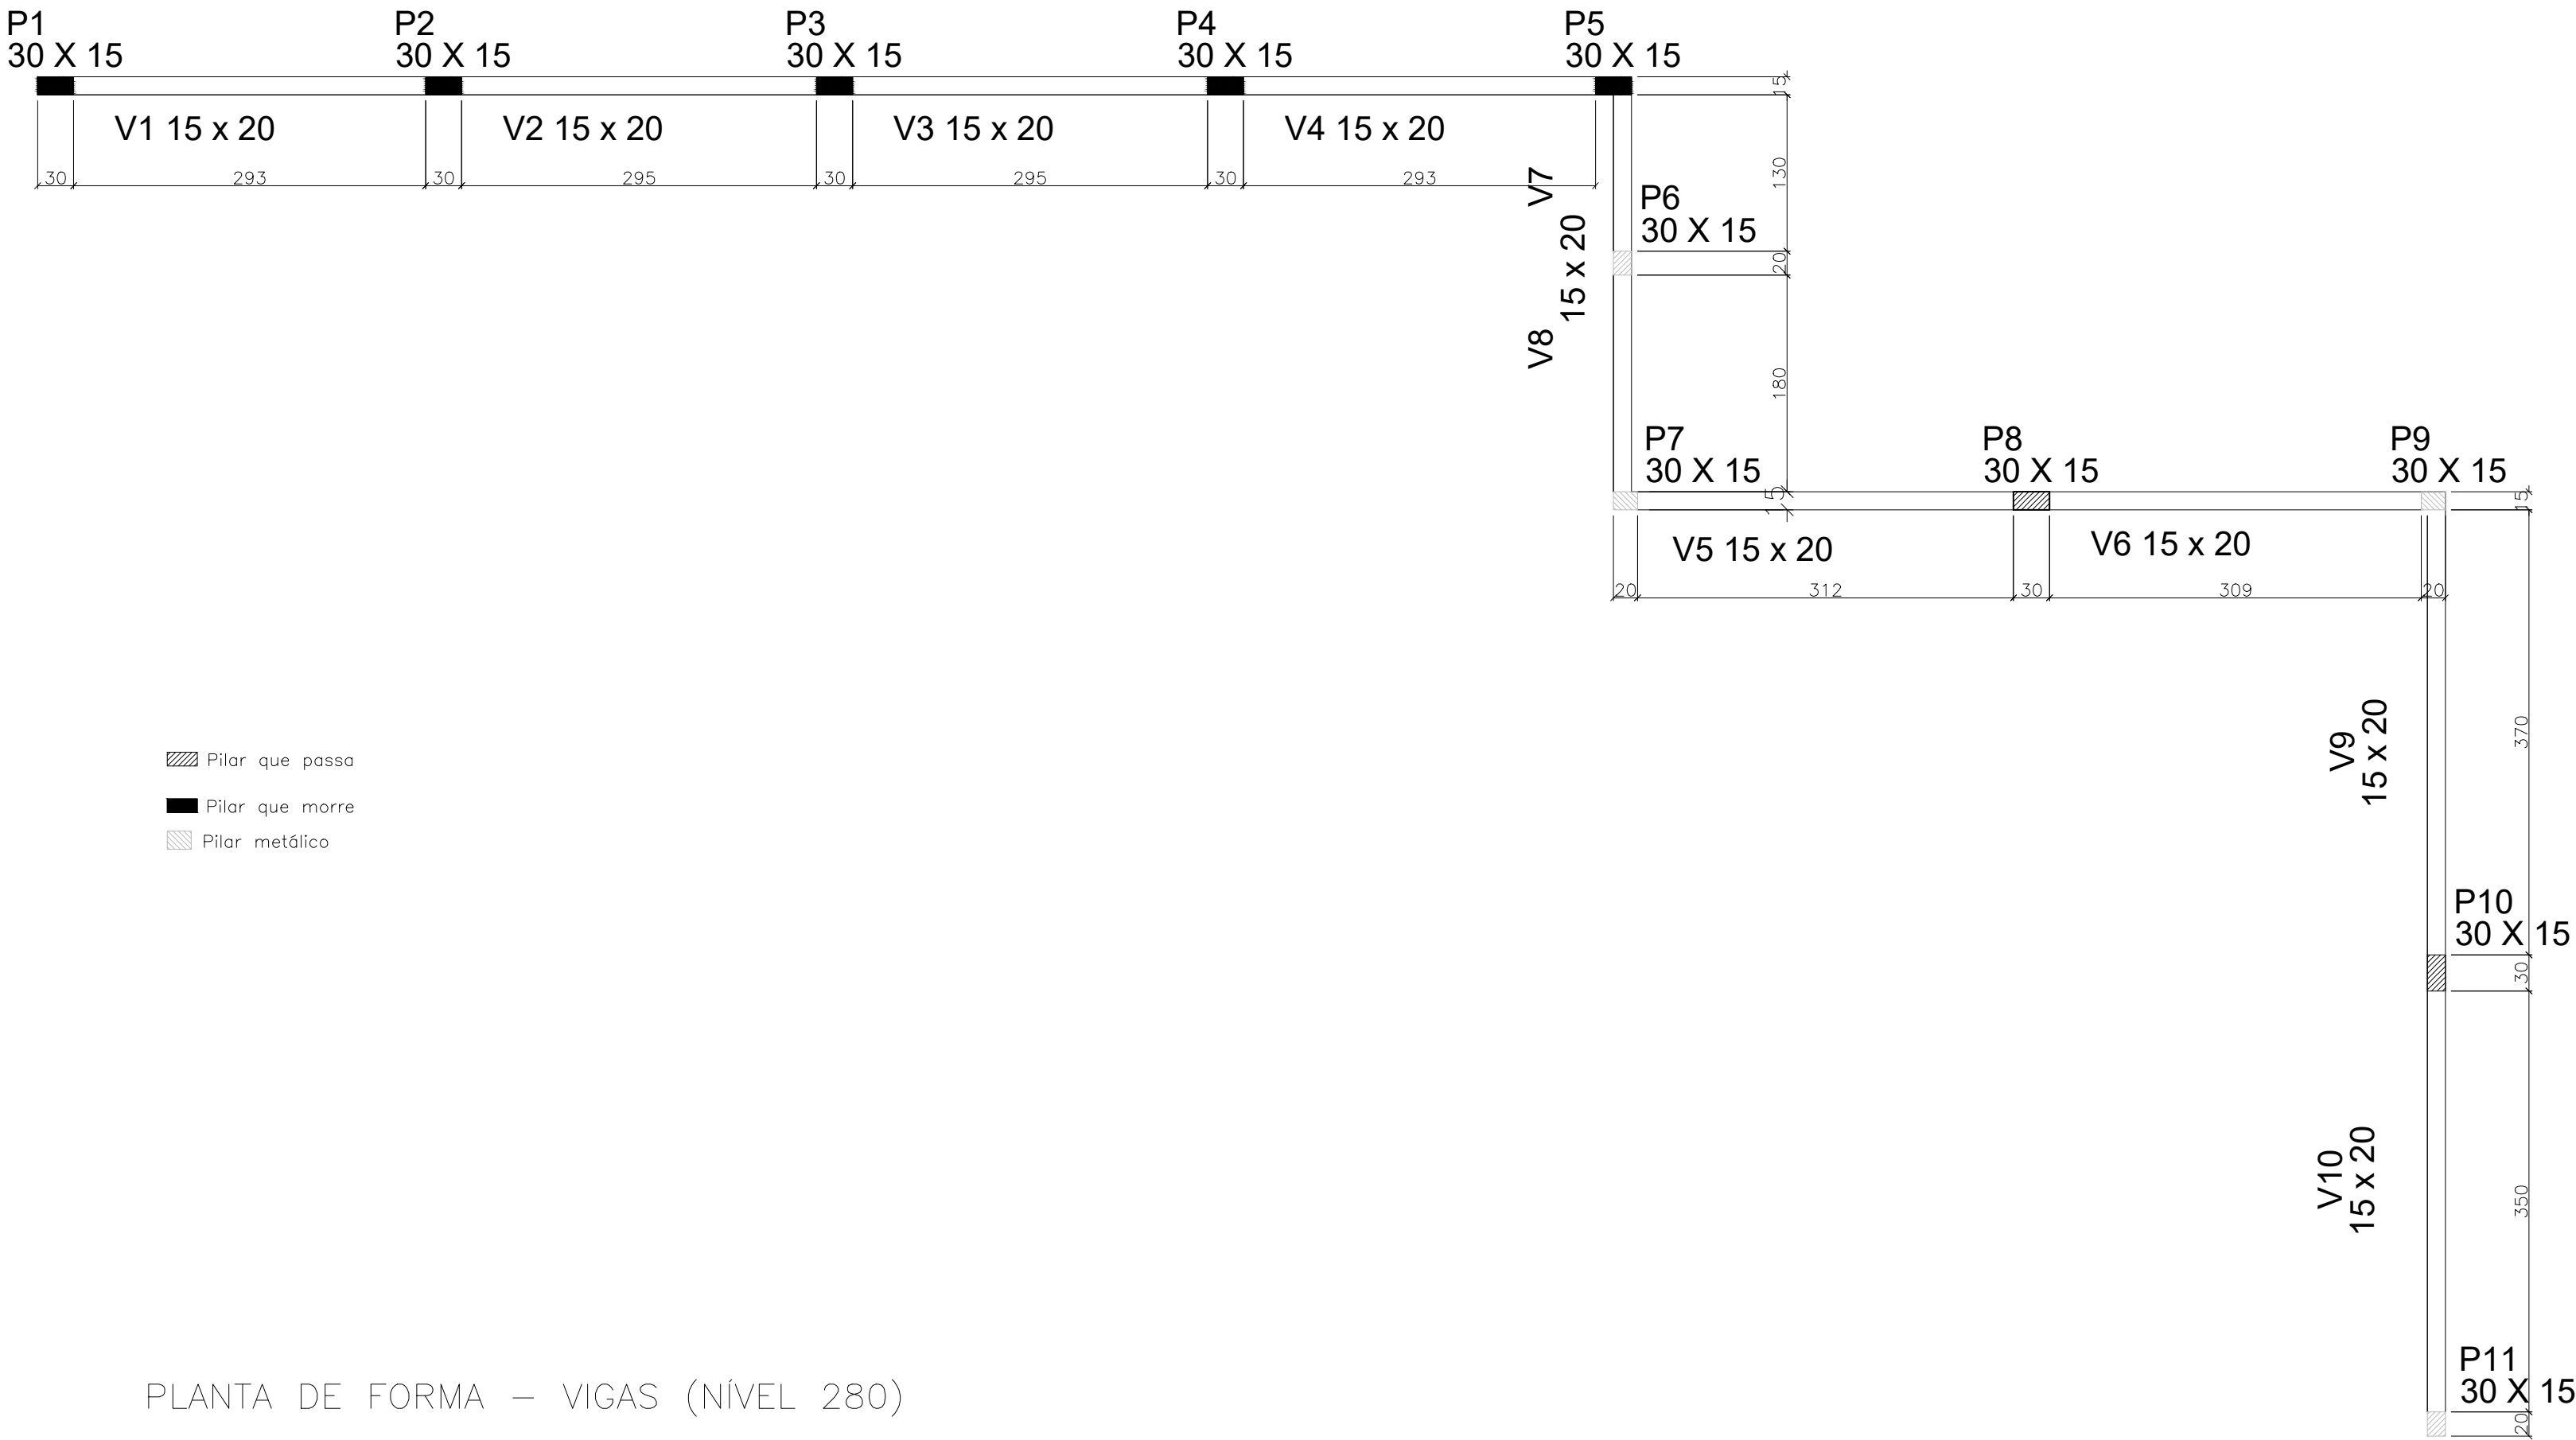 P1
30 X 15
P2
30 X 15
P3
30 X 15
P4
30 X 15
P5
30 X 15
15
V1 15 x 20
V2 15 x 20
V3 15 x 20
V4 15 x 20
30
293
30
295
30
295
30
293
130
V7
15 x 20
V8
P6
30 X 15
20
180
P7
30 X 15
P8
30 X 15
P9
30 X 15
15
15
V5 15 x 20
V6 15 x 20
20
312
30
309
20
V9
15 x 20
370
Pilar que passa
Pilar que morre
Pilar metálico
P10
30 X 15
30
V10
15 x 20
350
P11
30 X 15
20
PLANTA DE FORMA – VIGAS (NÍVEL 280)